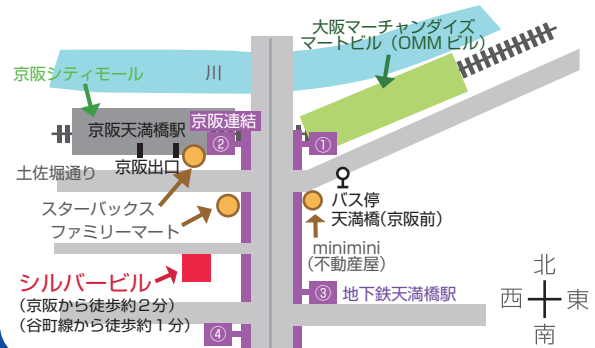 大阪マーチャンダイズ
マートビル（OMM ビル）
京阪シティモール
川
京阪連結
京阪天満橋駅
②
①
京阪出口
土佐堀通り
スターバックス
バス停
天満橋(京阪前)
ファミリーマート
minimini
(不動産屋)
シルバービル
（京阪から徒歩約２分）
（谷町線から徒歩約１分）
③
地下鉄天満橋駅
④
北
西
東
南